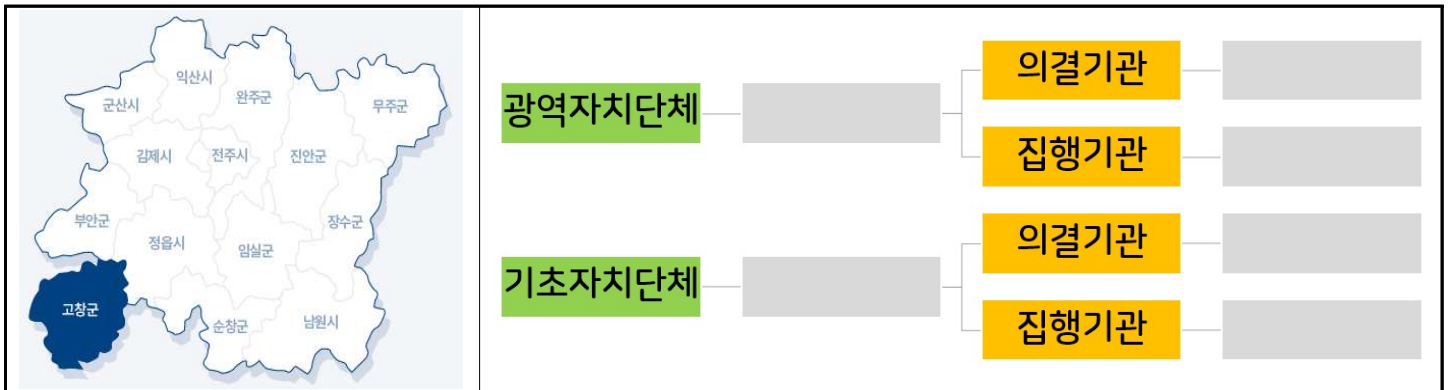 익산시
군산시
완주군
무주군
김제시
전주시
진안군
부안군
정읍시
임실군
장수군
고창군
순창군
남원시
광역자치단체
의결기관
집행기관
기초자치단체
의결기관
집행기관